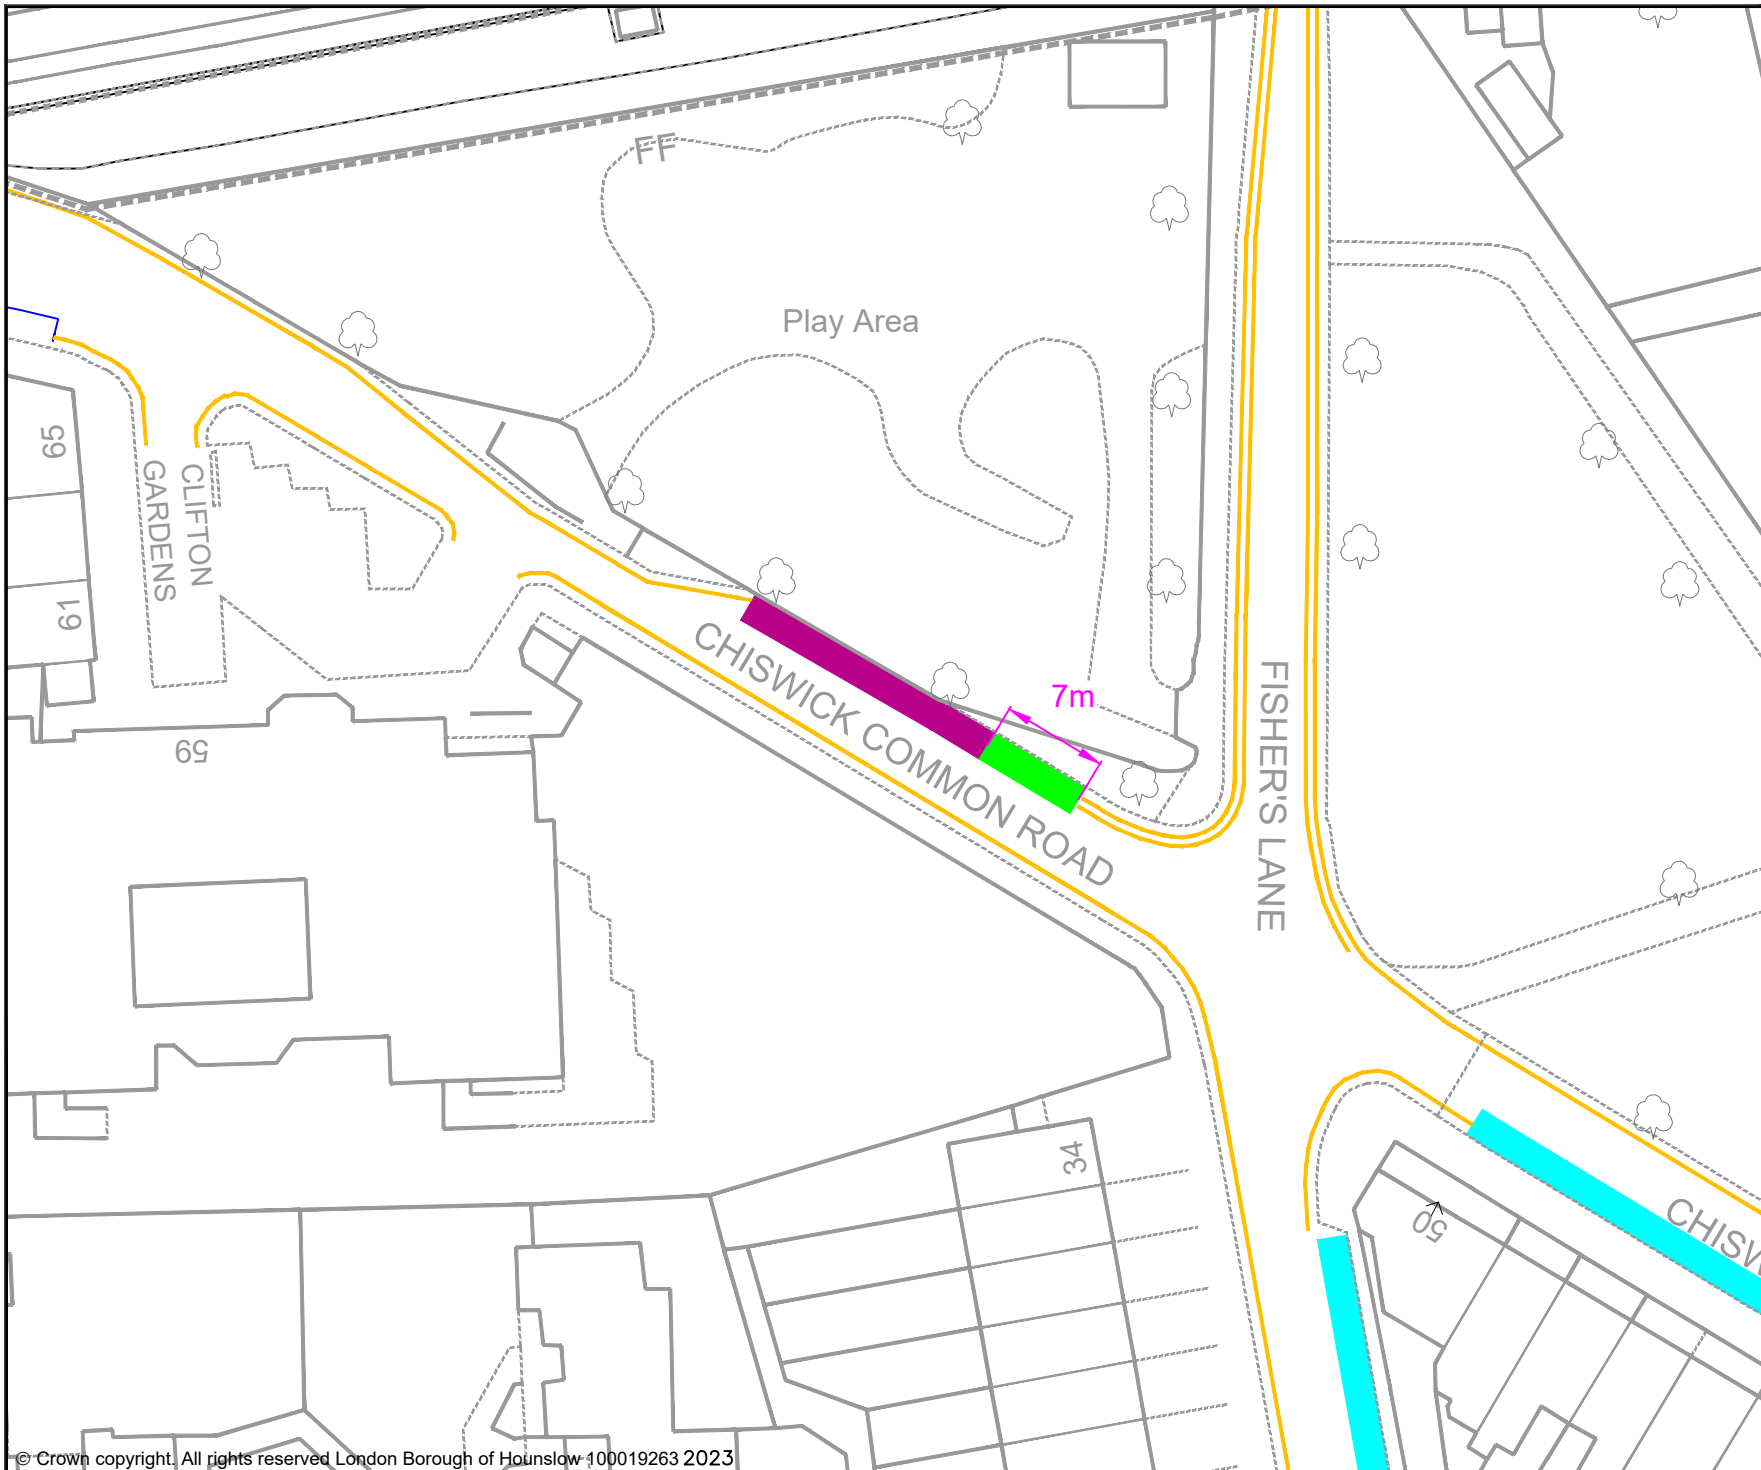 FF
Play Area
65
CLIFTON
GARDENS
61
7m
CHISWICK COMMON ROAD
FISHER'S LANE
59
34
50
CHISW
© Crown copyright. All rights reserved London Borough of Hounslow 100019263 2023